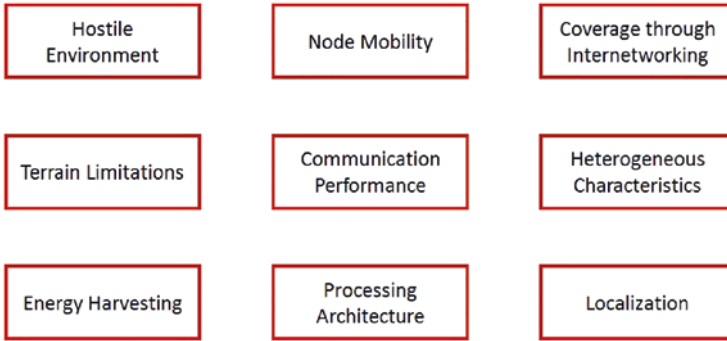 Hostile
Environment
Node Mobility
Coverage through
Internetworking
Terrain Limitations
Communication
Performance
Heterogeneous
Characteristics
Energy Harvesting
Processing
Architecture
Localization